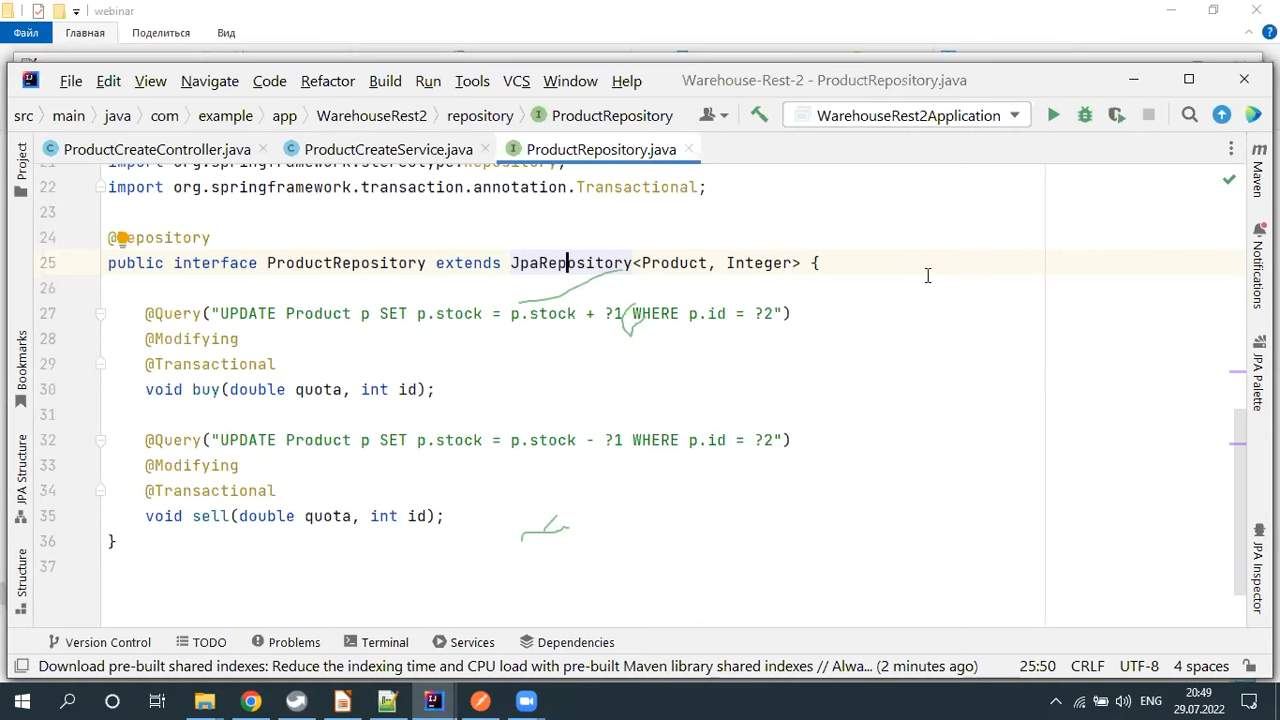 webinar
Файл Главная Поделиться Вид
File Edit View Navigate Code Refactor Build Run Tools VCS Window Help Warehouse-Rest-2 - ProductRepository.java
src main java com example app WarehouseRest2 repository ProductRepository WarehouseRest2Application
ProductCreateController.java ProductCreateService.java ProductRepository.java
21 import org.springframework.stereotype.Repository;
22 import org.springframework.transaction.annotation.Transactional;
23
24 @Repository
25 public interface ProductRepository extends JpaRepository<Product, Integer> {
26
27 @Query("UPDATE Product p SET p.stock = p.stock + ?1 WHERE p.id = ?2")
28 @Modifying
29 @Transactional
30 void buy(double quota, int id);
31
32 @Query("UPDATE Product p SET p.stock = p.stock - ?1 WHERE p.id = ?2")
33 @Modifying
34 @Transactional
35 void sell(double quota, int id);
36 }
37
Project
Bookmarks
JPA Structure
Structure
Maven
Notifications
JPA Palette
JPA Inspector
Version Control TODO Problems Terminal Services Dependencies
Download pre-built shared indexes: Reduce the indexing time and CPU load with pre-built Maven library shared indexes // Alwa... (2 minutes ago) 25:50 CRLF UTF-8 4 spaces
ENG 20:49
29.07.2022